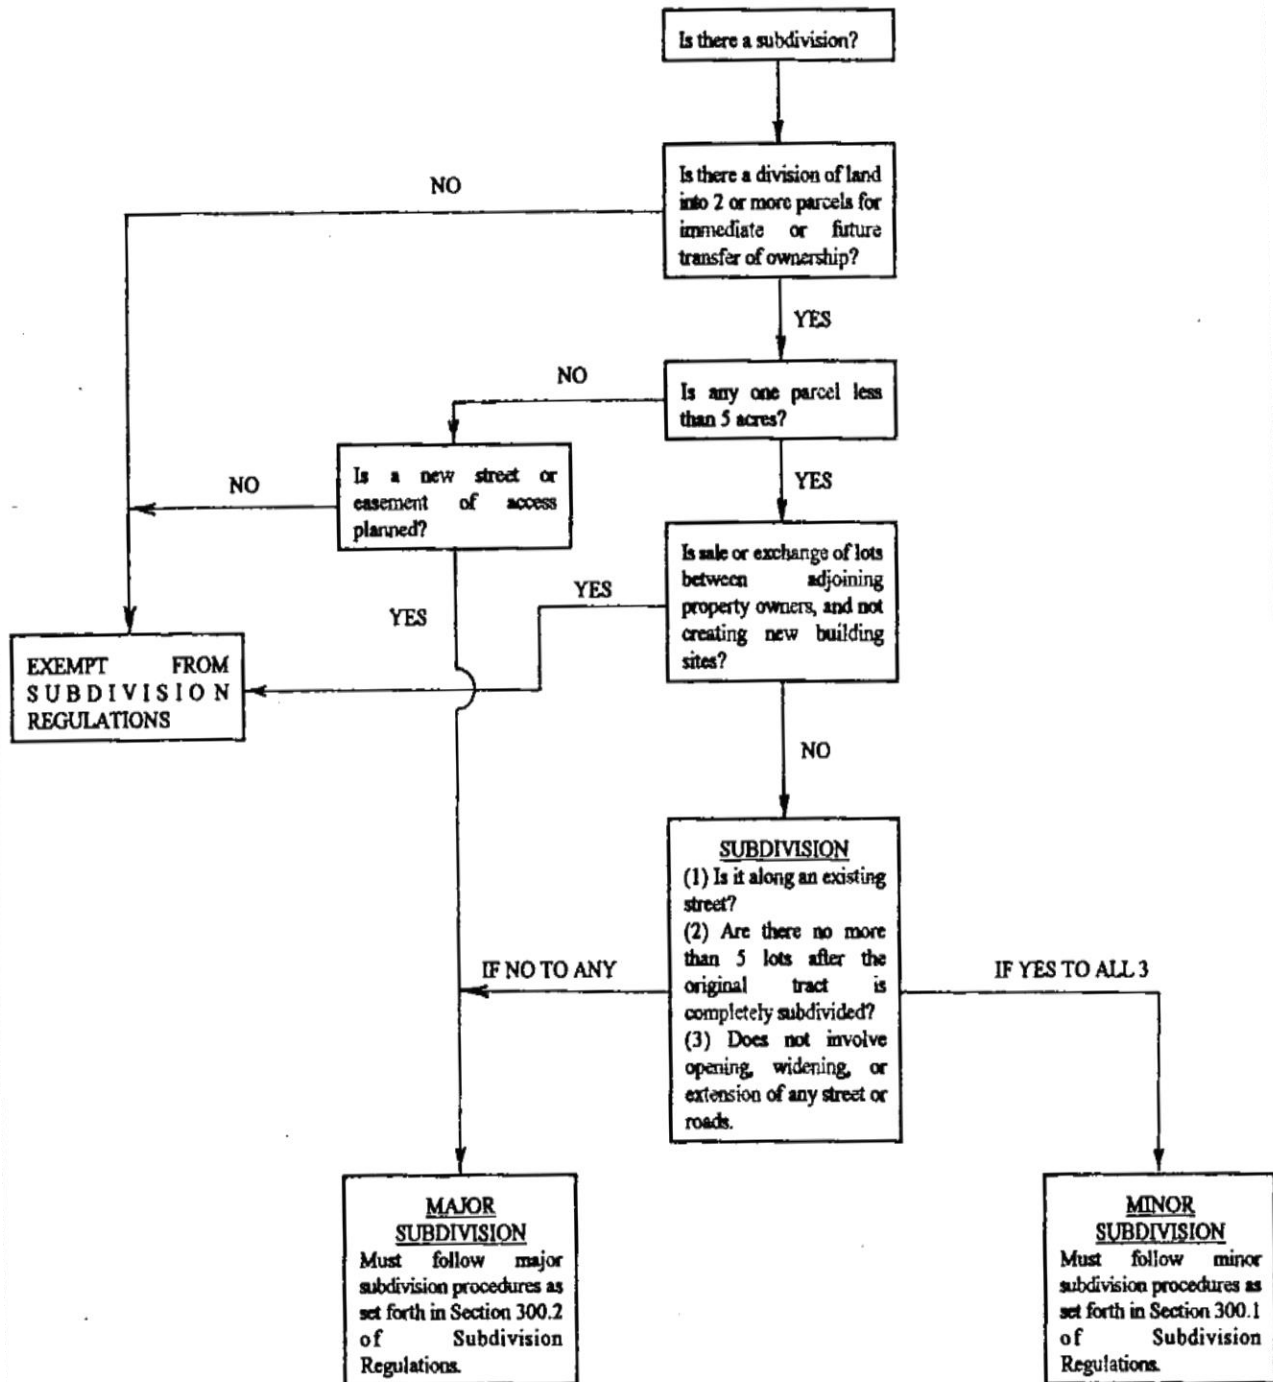 Is there a subdivision?
Is there a division of land
into 2 or more parcels for
immediate or future
transfer of ownership?
NO
YES
Is any one parcel less
than 5 acres?
NO
YES
Is a new street or
easement of access
planned?
NO
YES
Is sale or exchange of lots
between adjoining
property owners, and not
creating new building
sites?
YES
NO
EXEMPT FROM
SUBDIVISION
REGULATIONS
SUBDIVISION
(1) Is it along an existing
street?
(2) Are there no more
than 5 lots after the
original tract is
completely subdivided?
(3) Does not involve
opening, widening, or
extension of any street or
roads.
IF NO TO ANY
IF YES TO ALL 3
MAJOR
SUBDIVISION
Must follow major
subdivision procedures as
set forth in Section 300.2
of Subdivision
Regulations.
MINOR
SUBDIVISION
Must follow minor
subdivision procedures as
set forth in Section 300.1
of Subdivision
Regulations.